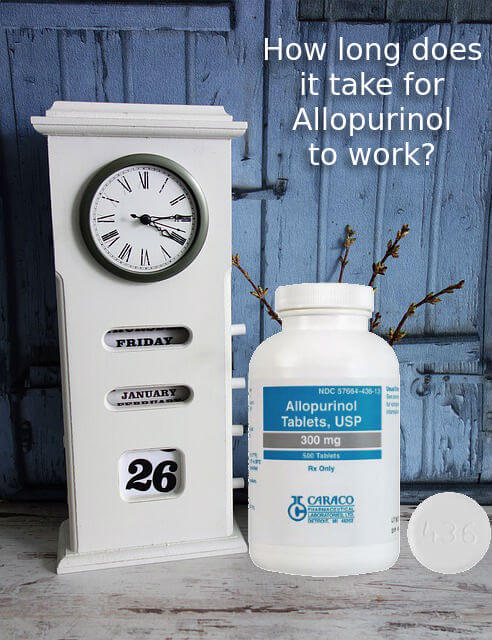 How long does
it take for
Allopurinol
to work?
FRIDAY
JANUARY
26
NDC 57664-436-13
Allopurinol
Tablets, USP
300 mg
500 Tablets
Rx Only
CARACO
PHARMACEUTICAL
LABORATORIES, LTD.
DETROIT, MI 48202
436